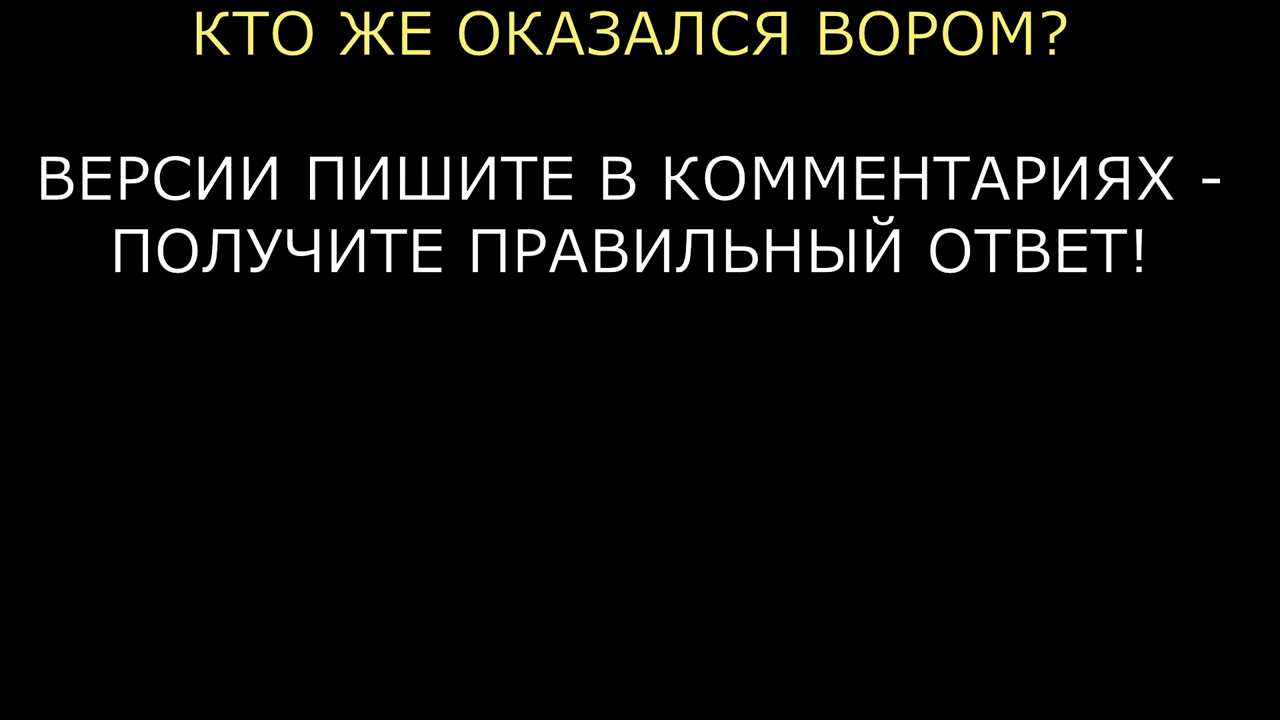 КТО ЖЕ ОКАЗАЛСЯ ВОРОМ?
ВЕРСИИ ПИШИТЕ В КОММЕНТАРИЯХ -
ПОЛУЧИТЕ ПРАВИЛЬНЫЙ ОТВЕТ!